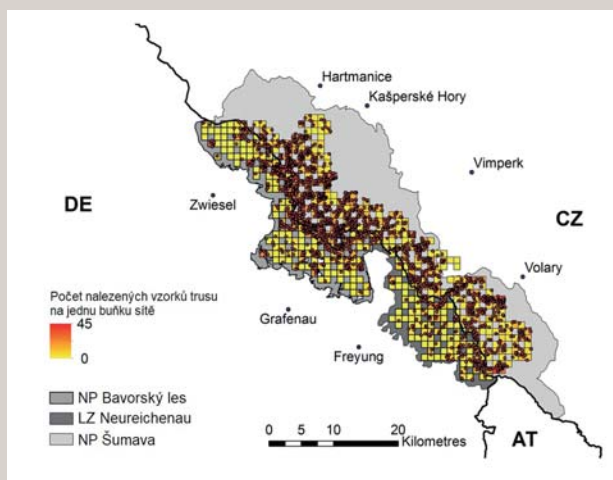 Hartmanice
Kašperské Hory
Vimperk
Zwiesel
DE
CZ
Volary
Počet nalezených vzorků trusu
na jednu buňku sítě
45
0
Grafenau
Freyung
NP Bavorský les
LZ Neureichenau
NP Šumava
0 5 10 20
Kilometres
AT